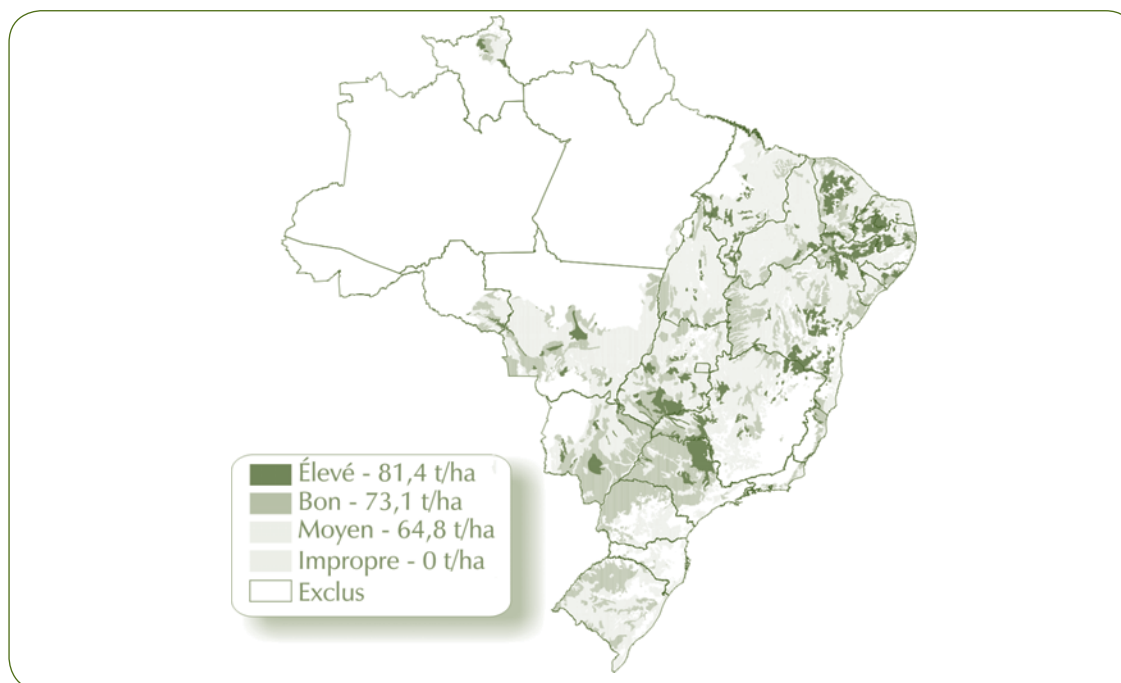 Élevé - 81,4 t/ha
Bon - 73,1 t/ha
Moyen - 64,8 t/ha
Impropre - 0 t/ha
Exclus